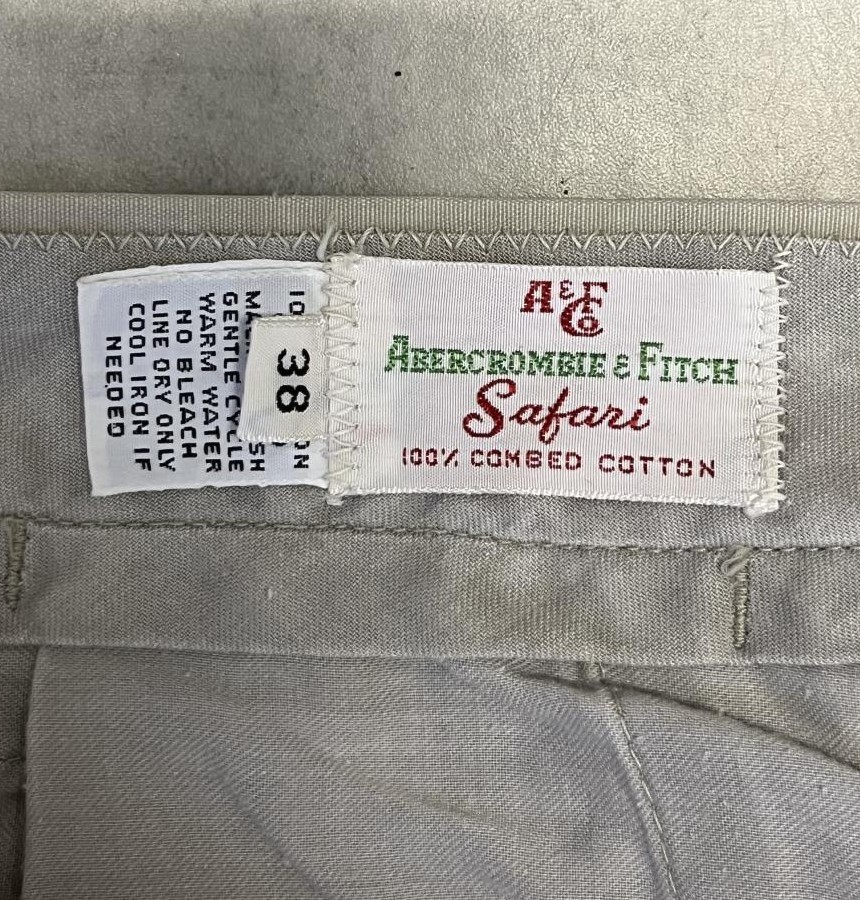 A&F Co
ABERCROMBIE & FITCH
Safari
100% COMBED COTTON
38
GENTLE CYCLE
WARM WATER
NO BLEACH
LINE DRY ONLY
COOL IRON IF
NEEDED